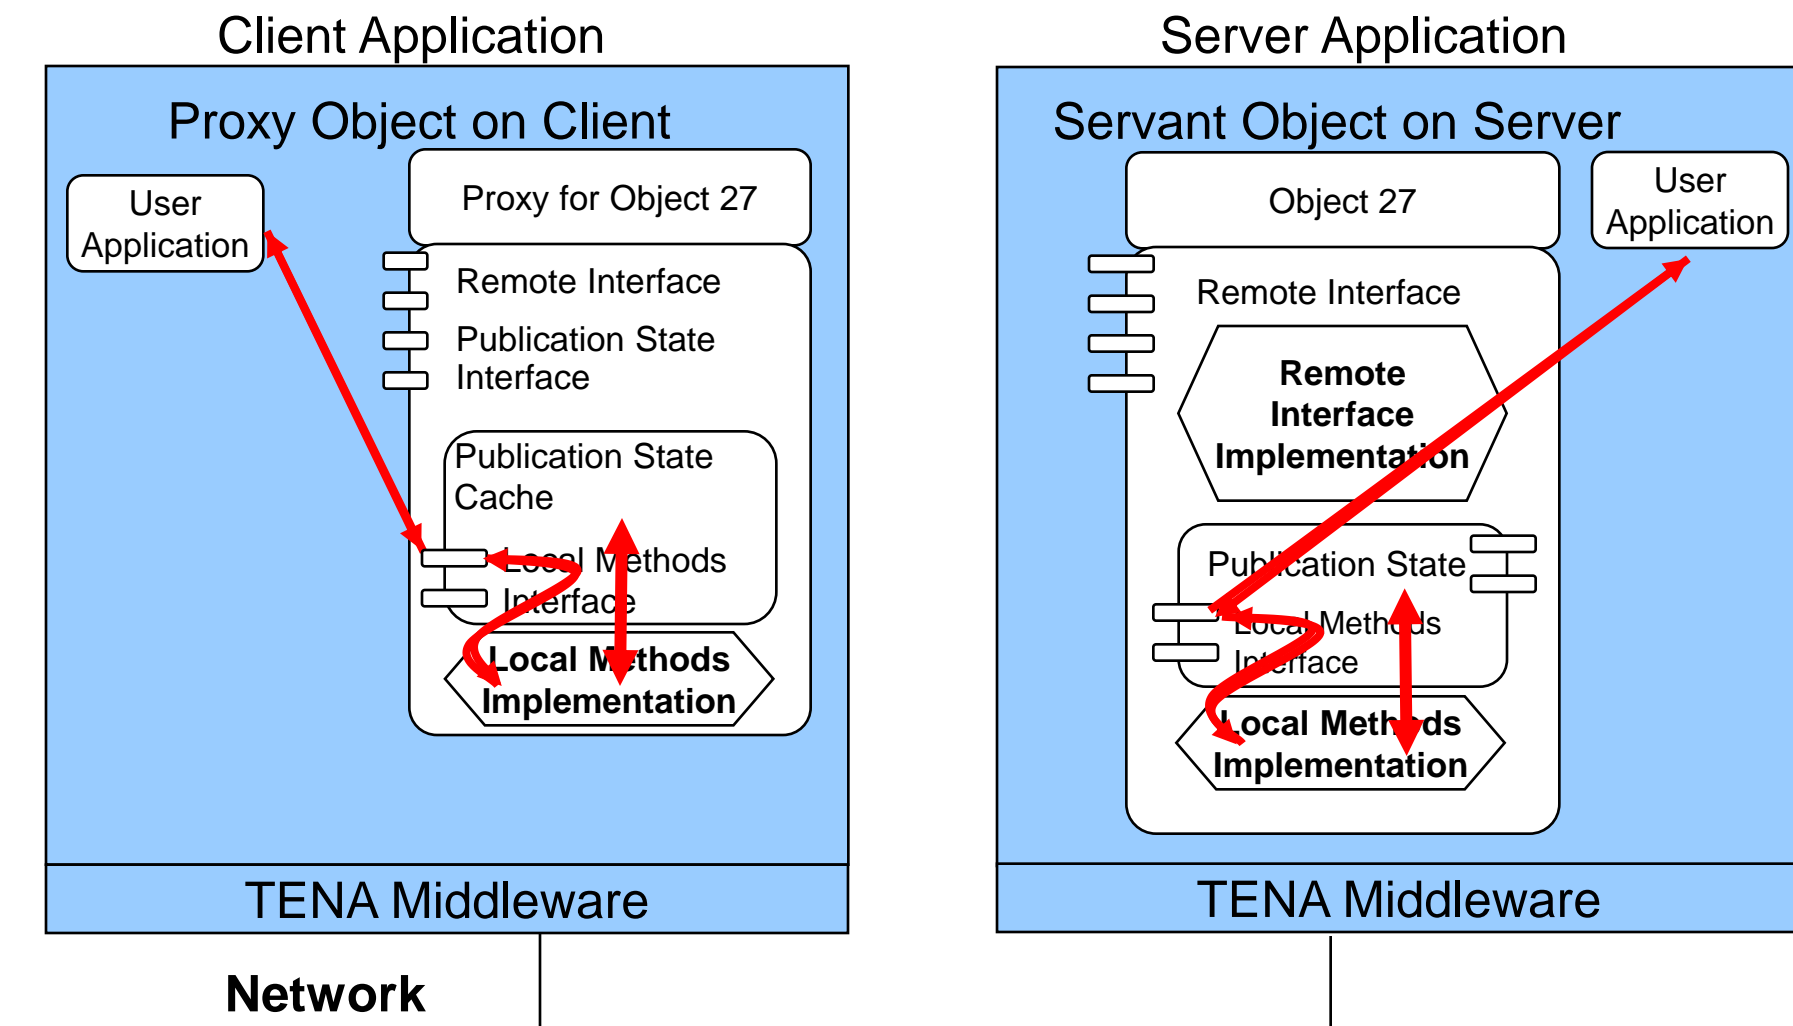 Client Application
Proxy Object on Client
User
Application
Proxy for Object 27
Remote Interface
Publication State
Interface
Publication State
Cache
Local Methods
Interface
Local Methods
Implementation
TENA Middleware
Network
Server Application
Servant Object on Server
Object 27
User
Application
Remote Interface
Remote
Interface
Implementation
Publication State
Local Methods
Interface
Local Methods
Implementation
TENA Middleware